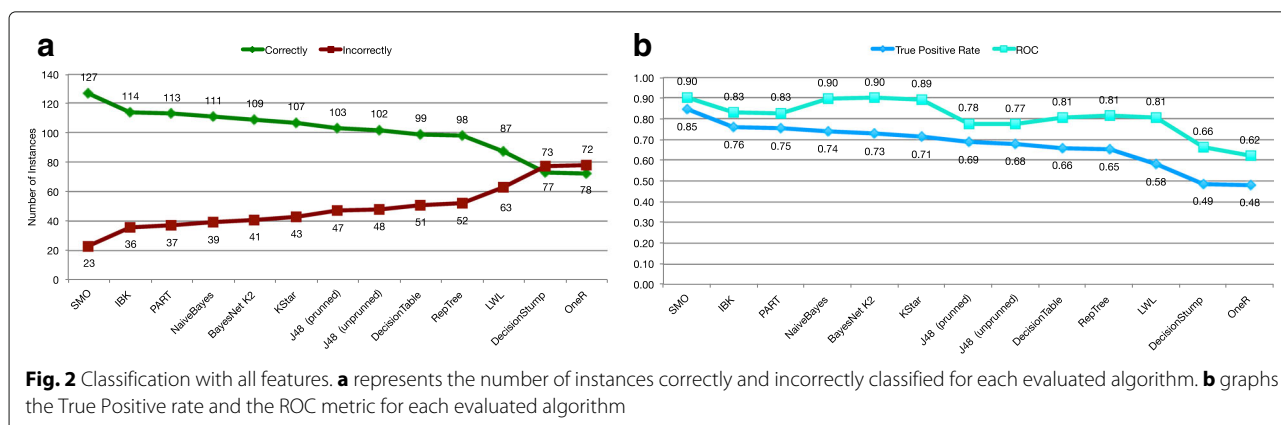 a
Correctly Incorrectly
Number of Instances
140
120
100
80
60
40
20
0
127 114 113 111 109 107 103 102 99 98 87 73 72
23 36 37 39 41 43 47 48 51 52 63 77 78
SMO IBK PART NaiveBayes BayesNet K2 KStar J48 (prunned) J48 (unprunned) DecisionTable RepTree LWL DecisionStump OneR
b
True Positive Rate ROC
1.00
0.90
0.80
0.70
0.60
0.50
0.40
0.30
0.20
0.10
0.00
0.90 0.83 0.83 0.90 0.90 0.89 0.78 0.77 0.81 0.81 0.81 0.66 0.62
0.85 0.76 0.75 0.74 0.73 0.71 0.69 0.68 0.66 0.65 0.58 0.49 0.48
SMO IBK PART NaiveBayes BayesNet K2 KStar J48 (prunned) J48 (unprunned) DecisionTable RepTree LWL DecisionStump OneR
Fig. 2 Classification with all features. a represents the number of instances correctly and incorrectly classified for each evaluated algorithm. b graphs
the True Positive rate and the ROC metric for each evaluated algorithm